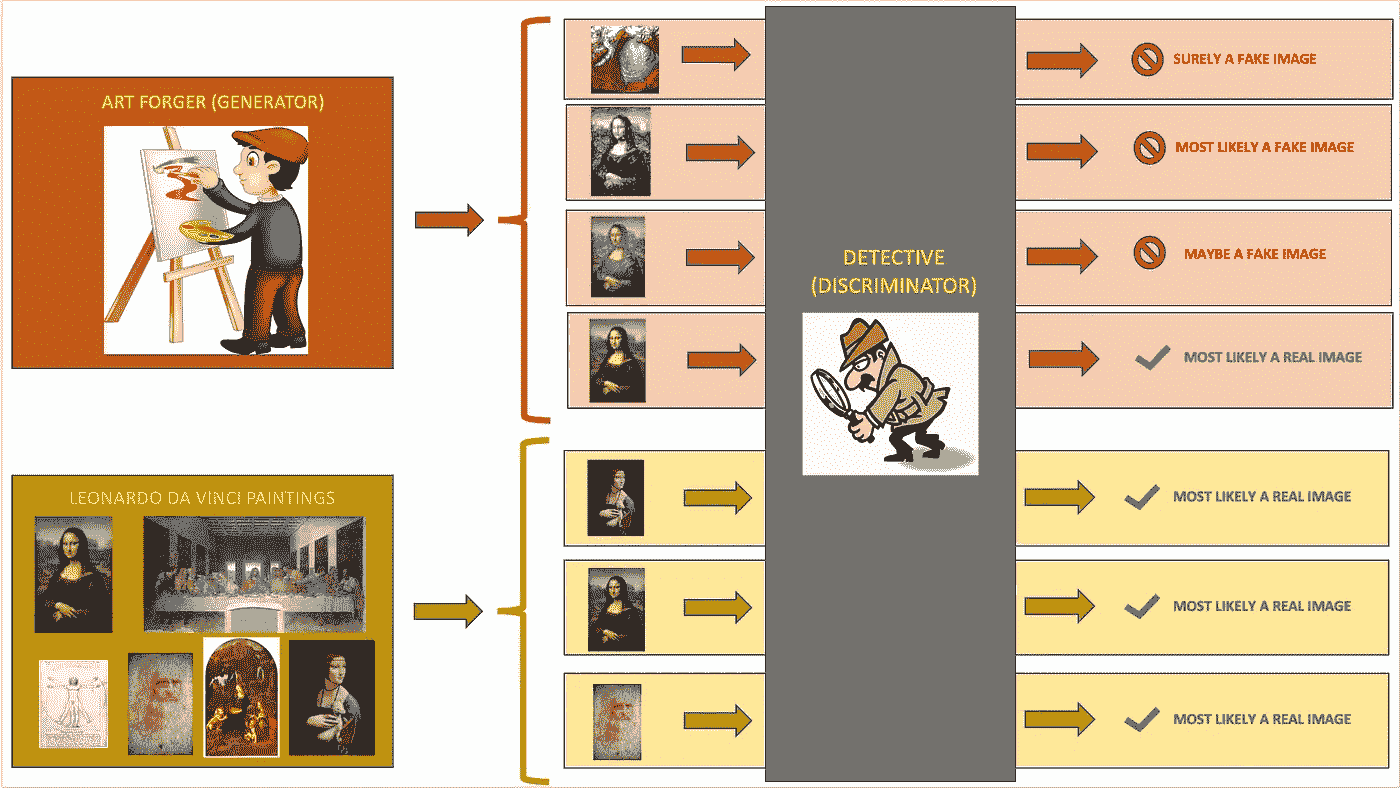 ART FORGER (GENERATOR)
SURELY A FAKE IMAGE
MOST LIKELY A FAKE IMAGE
MAYBE A FAKE IMAGE
MOST LIKELY A REAL IMAGE
DETECTIVE
(DISCRIMINATOR)
LEONARDO DA VINCI PAINTINGS
MOST LIKELY A REAL IMAGE
MOST LIKELY A REAL IMAGE
MOST LIKELY A REAL IMAGE